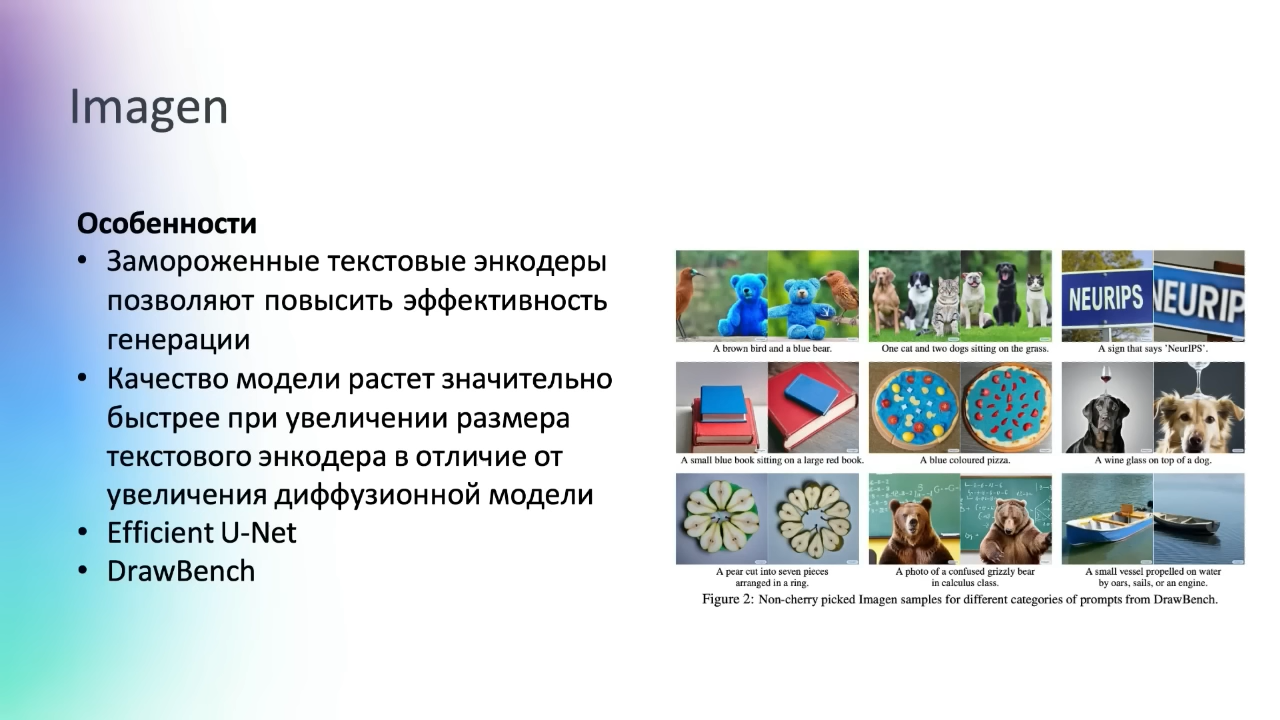 Imagen
Особенности
• Замороженные текстовые энкодеры
позволяют повысить эффективность
генерации
• Качество модели растет значительно
быстрее при увеличении размера
текстового энкодера в отличие от
увеличения диффузионной модели
• Efficient U-Net
• DrawBench
NEURIPS NEURIP
A brown bird and a blue bear. One cat and two dogs sitting on the grass. A sign that says 'NeurIPS'.
A small blue book sitting on a large red book. A blue coloured pizza. A wine glass on top of a dog.
A pear cut into seven pieces
arranged in a ring.
A photo of a confused grizzly bear
in calculus class.
A small vessel propelled on water
by oars, sails, or an engine.
Figure 2: Non-cherry picked Imagen samples for different categories of prompts from DrawBench.